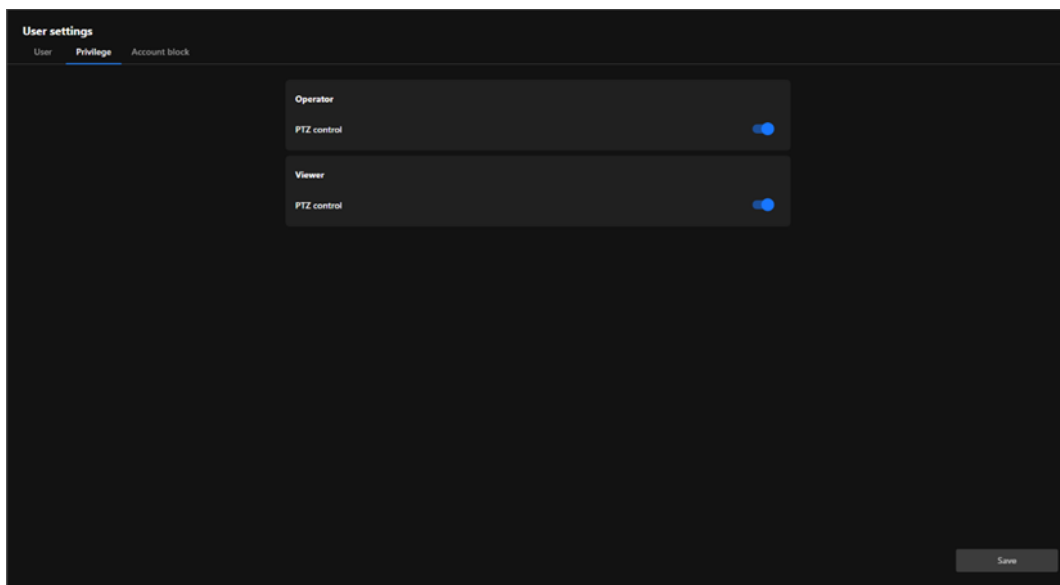 User settings
User Privilege Account block
Operator
PTZ control
Viewer
PTZ control
Save